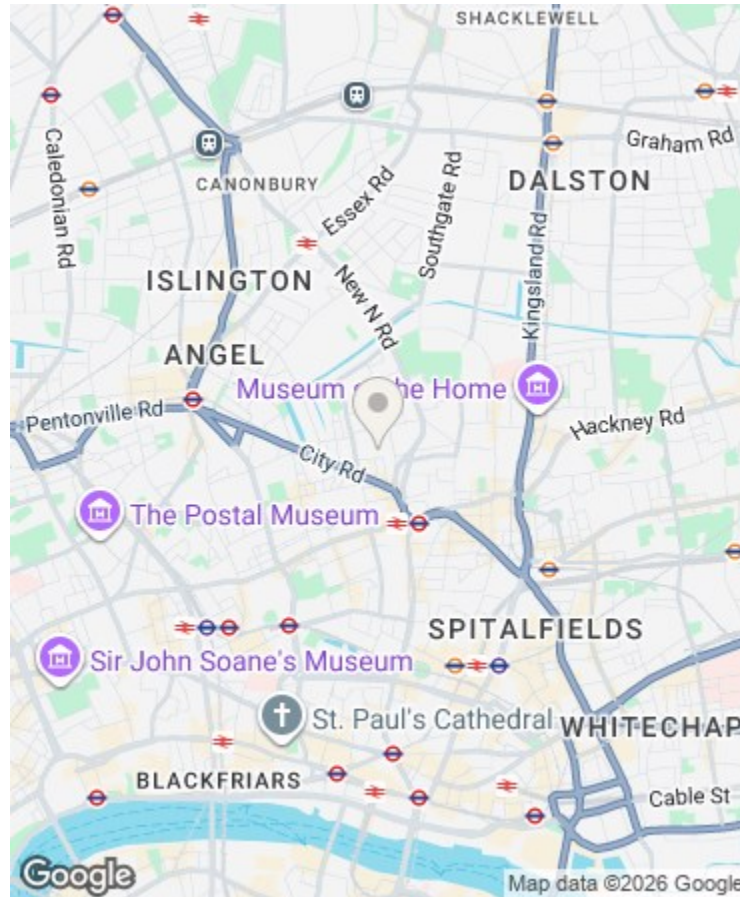 SHACKLEWELL
Caledonian Rd
Graham Rd
CANONBURY
Essex Rd
Southgate Rd
DALSTON
ISLINGTON
New N Rd
Kingsland Rd
ANGEL
Museum of the Home
Pentonville Rd
Hackney Rd
City Rd
The Postal Museum
SPITALFIELDS
Sir John Soane's Museum
St. Paul's Cathedral
WHITECHAP
BLACKFRIARS
Cable St
Google
Map data ©2026 Google